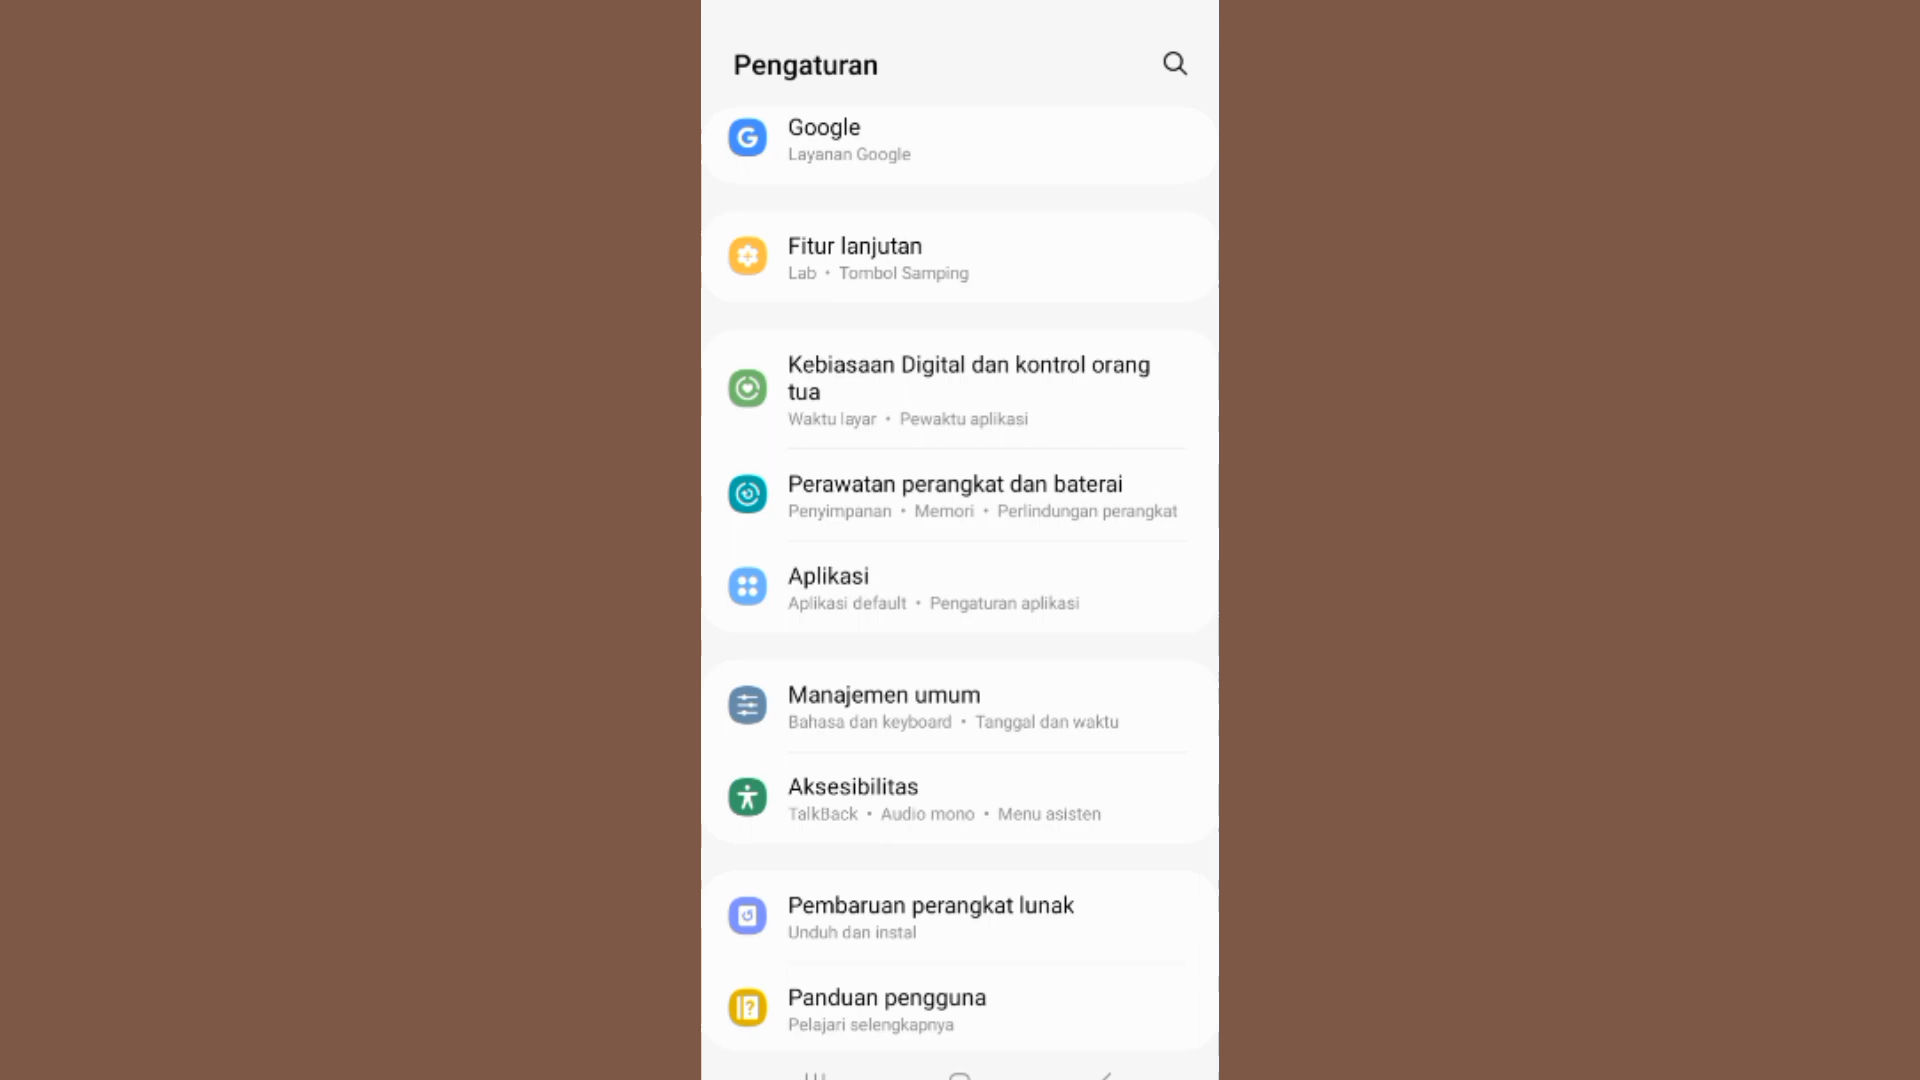 Pengaturan
Google
Layanan Google
Fitur lanjutan
Lab • Tombol Samping
Kebiasaan Digital dan kontrol orang
tua
Waktu layar • Pewaktu aplikasi
Perawatan perangkat dan baterai
Penyimpanan • Memori • Perlindungan perangkat
Aplikasi
Aplikasi default • Pengaturan aplikasi
Manajemen umum
Bahasa dan keyboard • Tanggal dan waktu
Aksesibilitas
TalkBack • Audio mono • Menu asisten
Pembaruan perangkat lunak
Unduh dan instal
Panduan pengguna
Pelajari selengkapnya